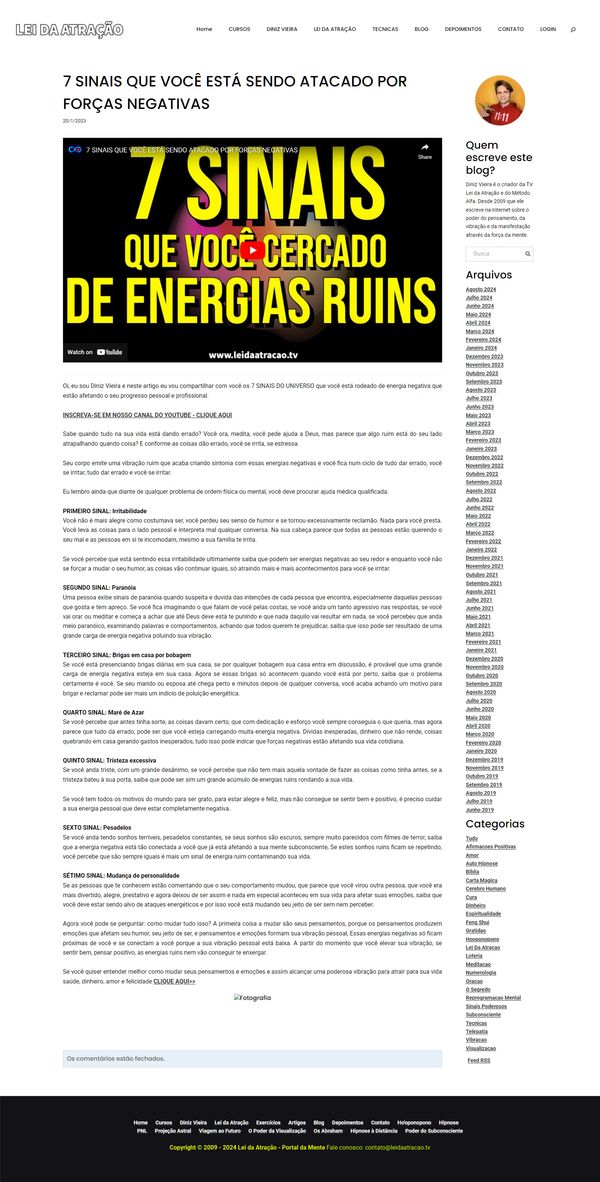 LEI DA ATRAÇÃO
Home CURSOS DINIZ VIEIRA LEI DA ATRAÇÃO TECNICAS BLOG DEPOIMENTOS CONTATO LOGIN
7 SINAIS QUE VOCÊ ESTÁ SENDO ATACADO POR
FORÇAS NEGATIVAS
20/1/2023
7 SINAIS QUE VOCÊ ESTÁ SENDO ATACADO POR FORÇAS NEGATIVAS
Share
7 SINAIS
QUE VOCÊ CERCADO
DE ENERGIAS RUINS
Watch on YouTube
www.leidaatracao.tv
Oi, eu sou Diniz Vieira e neste artigo eu vou compartilhar com você os 7 SINAIS DO UNIVERSO que você está rodeado de energia negativa que
estão afetando o seu progresso pessoal e profissional.
INSCREVA-SE EM NOSSO CANAL DO YOUTUBE - CLIQUE AQUI
Sabe quando tudo na sua vida está dando errado? Você ora, medita, você pede ajuda a Deus, mas parece que algo ruim está do seu lado
atrapalhando quando coisa? E conforme as coisas dão errado, você se irrita, se estressa.
Seu corpo emite uma vibração ruim que acaba criando sintonia com essas energias negativas e você fica num ciclo de tudo dar errado, você
se irritar, tudo dar errado e você se irritar.
Eu lembro ainda que diante de qualquer problema de ordem física ou mental, você deve procurar ajuda médica qualificada.
PRIMEIRO SINAL: Irritabilidade
Você não é mais alegre como costumava ser, você perdeu seu senso de humor e se tornou excessivamente reclamão. Nada para você presta.
Você leva as coisas para o lado pessoal e interpreta mal qualquer conversa. Na sua cabeça parece que todas as pessoas estão querendo o
seu mal e as pessoas em si te incomodam, mesmo a sua família te irrita.
Se você percebe que está sentindo essa irritabilidade ultimamente saiba que podem ser energias negativas ao seu redor e enquanto você não
se forçar a mudar o seu humor, as coisas vão continuar iguais, só atraindo mais e mais acontecimentos para você se irritar.
SEGUNDO SINAL: Paranóia
Uma pessoa exibe sinais de paranóia quando suspeita e duvida das intenções de cada pessoa que encontra, especialmente daquelas pessoas
que gosta e tem apreço. Se você fica imaginando o que falam de você pelas costas, se você anda um tanto agressivo nas respostas, se você
vai orar ou meditar e começa a achar que até Deus deve está te punindo e que nada daquilo vai resultar em nada, se você percebeu que anda
meio paranoico, examinando palavras e comportamentos, achando que todos querem te prejudicar, saiba que isso pode ser resultado de uma
grande carga de energia negativa poluindo sua vibração.
TERCEIRO SINAL: Brigas em casa por bobagem
Se você está presenciando brigas diárias em sua casa, se por qualquer bobagem sua casa entra em discussão, é provável que uma grande
carga de energia negativa esteja em sua casa. Agora se essas brigas só acontecem quando você está por perto, saiba que o problema
certamente é você. Se seu marido ou esposa até chega perto e minutos depois de qualquer conversa, você acaba achando um motivo para
brigar e reclamar pode ser mais um indício de poluição energética.
QUARTO SINAL: Maré de Azar
Se você percebe que antes tinha sorte, as coisas davam certo, que com dedicação e esforço você sempre conseguia o que queria, mas agora
parece que tudo dá errado, pode ser que você esteja carregando muita energia negativa. Dívidas inesperadas, dinheiro que não rende, coisas
quebrando em casa gerando gastos inesperados, tudo isso pode indicar que forças negativas estão afetando sua vida cotidiana.
QUINTO SINAL: Tristeza excessiva
Se você anda triste, com um grande desânimo, se você percebe que não tem mais aquela vontade de fazer as coisas como tinha antes, se a
tristeza bateu à sua porta, saiba que pode ser sim um grande acúmulo de energias ruins rondando a sua vida.
Se você tem todos os motivos do mundo para ser grato, para estar alegre e feliz, mas não consegue se sentir bem e positivo, é preciso cuidar
a sua energia pessoal que deve estar completamente negativa.
SEXTO SINAL: Pesadelos
Se você anda tendo sonhos terríveis, pesadelos constantes, se seus sonhos são escuros, sempre muito parecidos com filmes de terror, saiba
que a energia negativa está tão conectada a você que já está afetando a sua mente subconsciente, Se estes sonhos ruins ficam se repetindo,
você percebe que são sempre iguais é mais um sinal de energia ruim contaminando sua vida.
SÉTIMO SINAL: Mudança de personalidade
Se as pessoas que te conhecem estão comentando que o seu comportamento mudou, que parece que você virou outra pessoa, que você era
mais divertido, alegre, prestativo e agora deixou de ser assim e nada em especial aconteceu em sua vida para afetar suas emoções, saiba que
você deve estar sendo alvo de ataques energéticos e por isso você está mudando seu jeito de ser sem nem perceber.
Agora você pode se perguntar: como mudar tudo isso? A primeira coisa a mudar são seus pensamentos, porque os pensamentos produzem
emoções que afetam seu humor, seu jeito de ser, e pensamentos e emoções formam sua vibração pessoal, Essas energias negativas só ficam
próximas de você e se conectam a você porque a sua vibração pessoal está baixa. A partir do momento que você elevar sua vibração, se
sentir bem, pensar positivo, as energias ruins nem vão conseguir te enxergar.
Se você quiser entender melhor como mudar seus pensamentos e emoções e assim alcançar uma poderosa vibração para atrair para sua vida
saúde, dinheiro, amor e felicidade CLIQUE AQUI>>
Fotografia
Os comentários estão fechados.
11:11
Quem
escreve este
blog?
Diniz Vieira é o criador da TV
Lei da Atração e do Método
Alfa. Desde 2009 que ele
escreve na Internet sobre o
poder do pensamento, da
vibração e da manifestação
através da força da mente.
Busca
Arquivos
Agosto 2024
Julho 2024
Junho 2024
Maio 2024
Abril 2024
Março 2024
Fevereiro 2024
Janeiro 2024
Dezembro 2023
Novembro 2023
Outubro 2023
Setembro 2023
Agosto 2023
Julho 2023
Junho 2023
Maio 2023
Abril 2023
Março 2023
Fevereiro 2023
Janeiro 2023
Dezembro 2022
Novembro 2022
Outubro 2022
Setembro 2022
Agosto 2022
Julho 2022
Junho 2022
Maio 2022
Abril 2022
Março 2022
Fevereiro 2022
Janeiro 2022
Dezembro 2021
Novembro 2021
Outubro 2021
Setembro 2021
Agosto 2021
Julho 2021
Junho 2021
Maio 2021
Abril 2021
Março 2021
Fevereiro 2021
Janeiro 2021
Dezembro 2020
Novembro 2020
Outubro 2020
Setembro 2020
Agosto 2020
Julho 2020
Junho 2020
Maio 2020
Abril 2020
Março 2020
Fevereiro 2020
Janeiro 2020
Dezembro 2019
Novembro 2019
Outubro 2019
Setembro 2019
Agosto 2019
Julho 2019
Junho 2019
Categorias
Tudo
Afirmacoes Positivas
Amor
Auto Hipnose
Bíblia
Carta Magica
Cerebro Humano
Cura
Dinheiro
Espiritualidade
Feng Shui
Gratidao
Hooponopono
Lei Da Atracao
Loteria
Meditacao
Numerologia
Oracao
O Segredo
Reprogramacao Mental
Sinais Poderosos
Subconsciente
Tecnicas
Telepatia
Vibracao
Visualizacao
Feed RSS
Home Cursos Diniz Vieira Lei da Atração Exercícios Artigos Blog Depoimentos Contato Ho'oponopono Hipnose
PNL Projeção Astral Viagem ao Futuro O Poder da Visualização Os Abraham Hipnose à Distância Poder do Subconsciente
Copyright © 2009 - 2024 Lei da Atração - Portal da Mente Fale conosco: contato@leidaatracao.tv